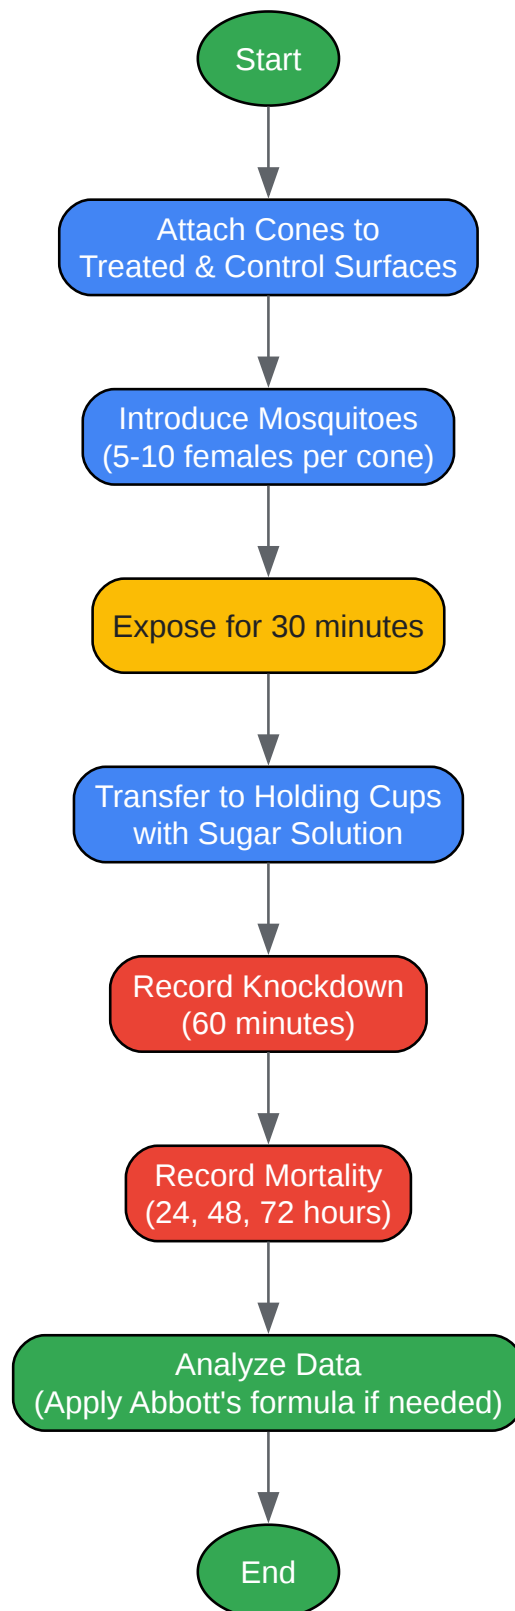 Start
Attach Cones to
Treated & Control Surfaces
Introduce Mosquitoes
(5-10 females per cone)
Expose for 30 minutes
Transfer to Holding Cups
with Sugar Solution
Record Knockdown
(60 minutes)
Record Mortality
(24, 48, 72 hours)
Analyze Data
(Apply Abbott's formula if needed)
End